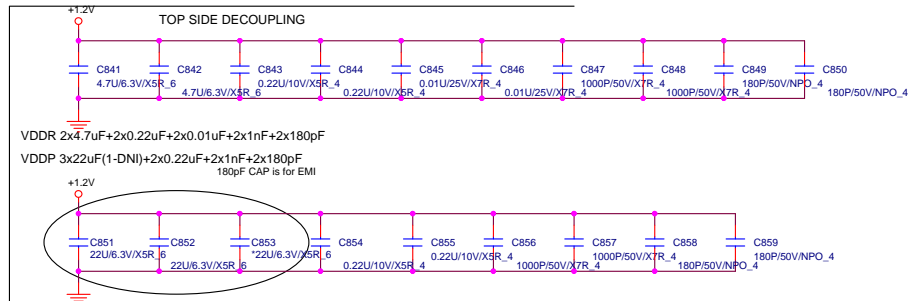 +1.2V
TOP SIDE DECOUPLING
C841 C842 C843 C844 C845 C846 C847 C848 C849 C850
4.7U/6.3V/X5R_6 0.22U/10V/X5R_4 0.01U/25V/X7R_4 1000P/50V/X7R_4 180P/50V/NPO_4
4.7U/6.3V/X5R_6 0.22U/10V/X5R_4 0.01U/25V/X7R_4 1000P/50V/X7R_4 180P/50V/NPO_4
VDDR 2x4.7uF+2x0.22uF+2x0.01uF+2x1nF+2x180pF
VDDP 3x22uF(1-DNI)+2x0.22uF+2x1nF+2x180pF
180pF CAP is for EMI
+1.2V
C851 C852 C853 C854 C855 C856 C857 C858 C859
22U/6.3V/X5R_6 *22U/6.3V/X5R_6 0.22U/10V/X5R_4 1000P/50V/X7R_4 180P/50V/NPO_4
22U/6.3V/X5R_6 0.22U/10V/X5R_4 1000P/50V/X7R_4 180P/50V/NPO_4